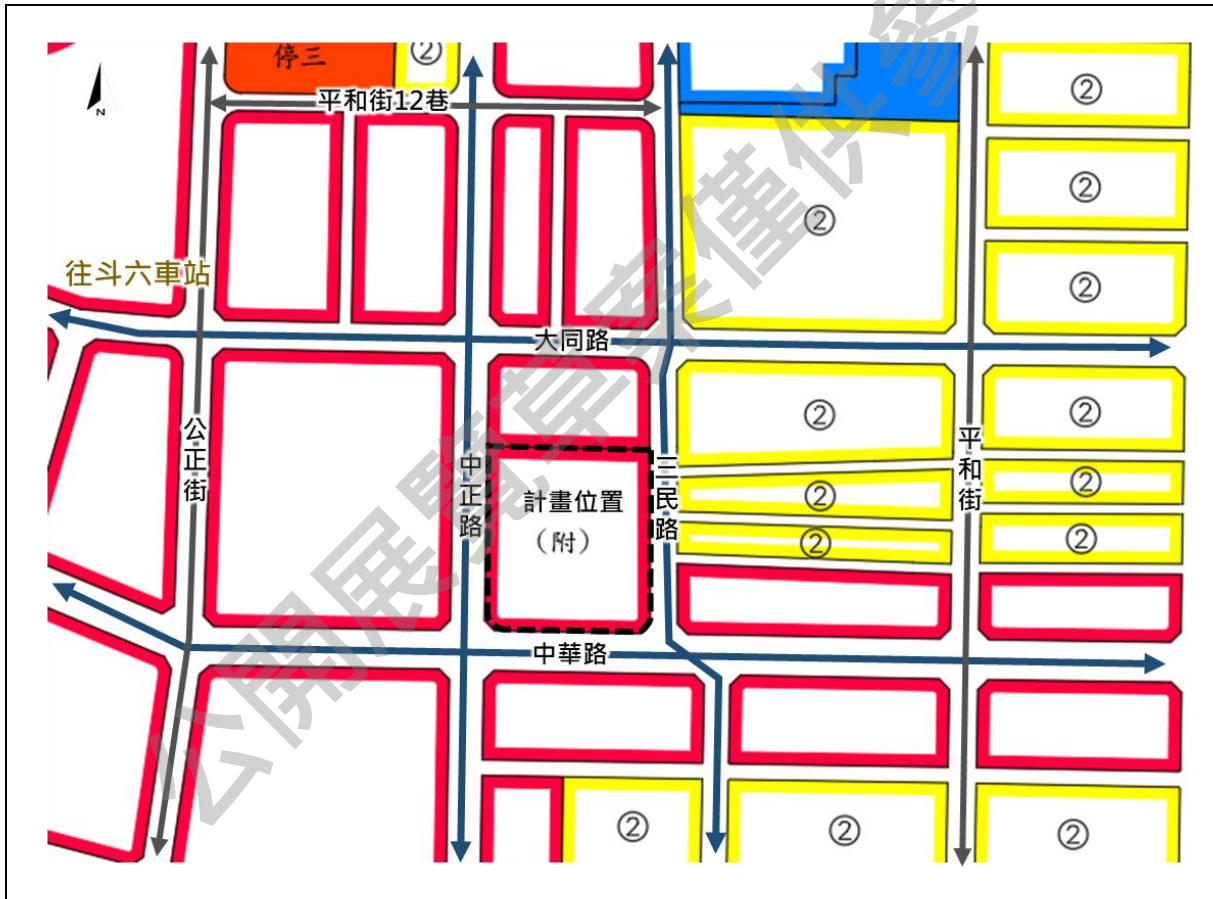 停三
②
N
平和街12巷
②
②
②
②
往斗六車站
大同路
②
②
公正街
中正路
三民路
平和街
計畫位置
（附）
②
②
②
②
中華路
②
②
②
公開展覽草案僅供參